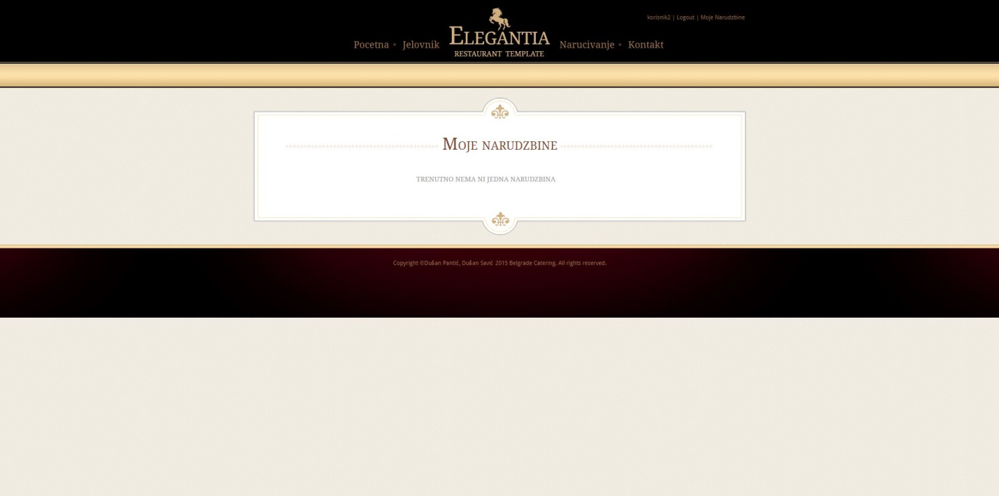 korisnik2 | Logout | Moje Narudzbine
Pocetna Jelovnik
ELEGANTIA
RESTAURANT TEMPLATE
Narucivanje Kontakt
MOJE NARUDZBINE
TRENUTNO NEMA NI JEDNA NARUDZBINA
Copyright ©Dušan Pantić, Dušan Savić 2015 Belgrade Catering. All rights reserved.